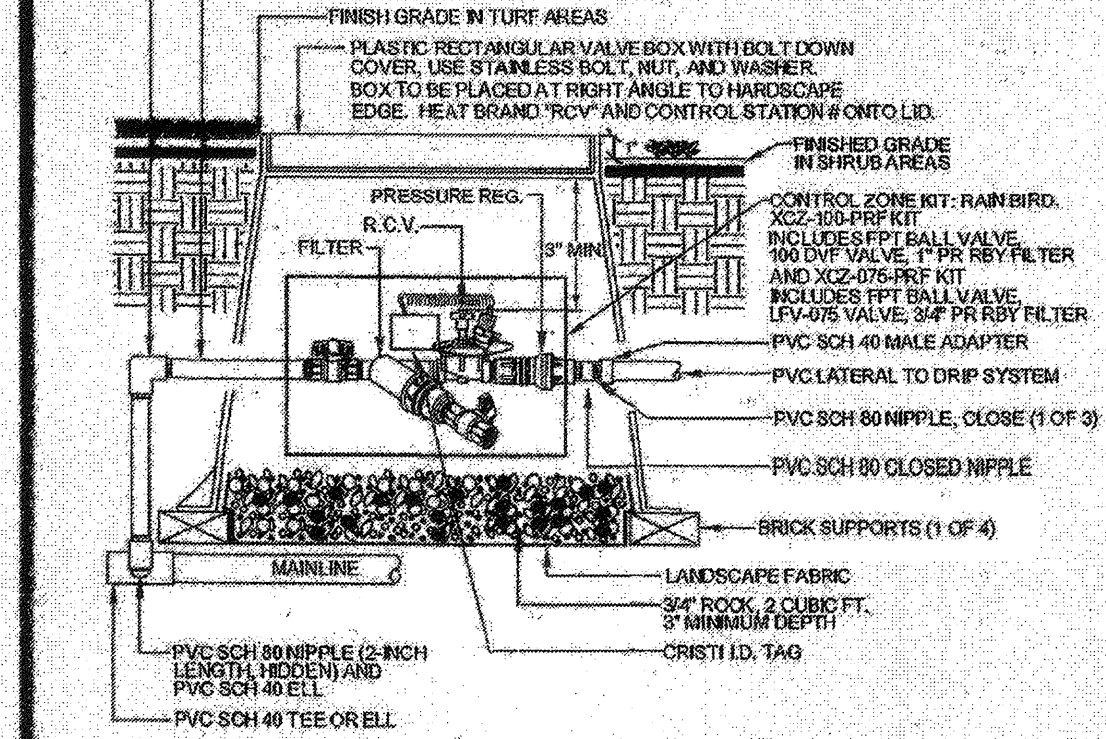 FINISH GRADE IN TURF AREAS
PLASTIC RECTANGULAR VALVE BOX WITH BOLT DOWN
COVER, USE STAINLESS BOLT, NUT, AND WASHER.
BOX TO BE PLACED AT RIGHT ANGLE TO HARDSCAPE
EDGE. HEAT BRAND "RCV" AND CONTROL STATION # ONTO LID.
1"
FINISHED GRADE
IN SHRUB AREAS
PRESSURE REG.
R.C.V.
FILTER
3" MIN.
CONTROL ZONE KIT: RAIN BIRD.
XCZ-100-PRF KIT
INCLUDES FPT BALL VALVE,
100 DVF VALVE, 1" PR RBY FILTER
AND XCZ-075-PRF KIT
INCLUDES FPT BALL VALVE,
LFV-075 VALVE, 3/4" PR RBY FILTER
PVC SCH 40 MALE ADAPTER
PVC LATERAL TO DRIP SYSTEM
PVC SCH 80 NIPPLE, CLOSE (1 OF 3)
PVC SCH 80 CLOSED NIPPLE
BRICK SUPPORTS (1 OF 4)
MAINLINE
LANDSCAPE FABRIC
3/4" ROCK, 2 CUBIC FT.
3" MINIMUM DEPTH
CRISTI I.D. TAG
PVC SCH 80 NIPPLE (2-INCH
LENGTH, HIDDEN) AND
PVC SCH 40 ELL
PVC SCH 40 TEE OR ELL